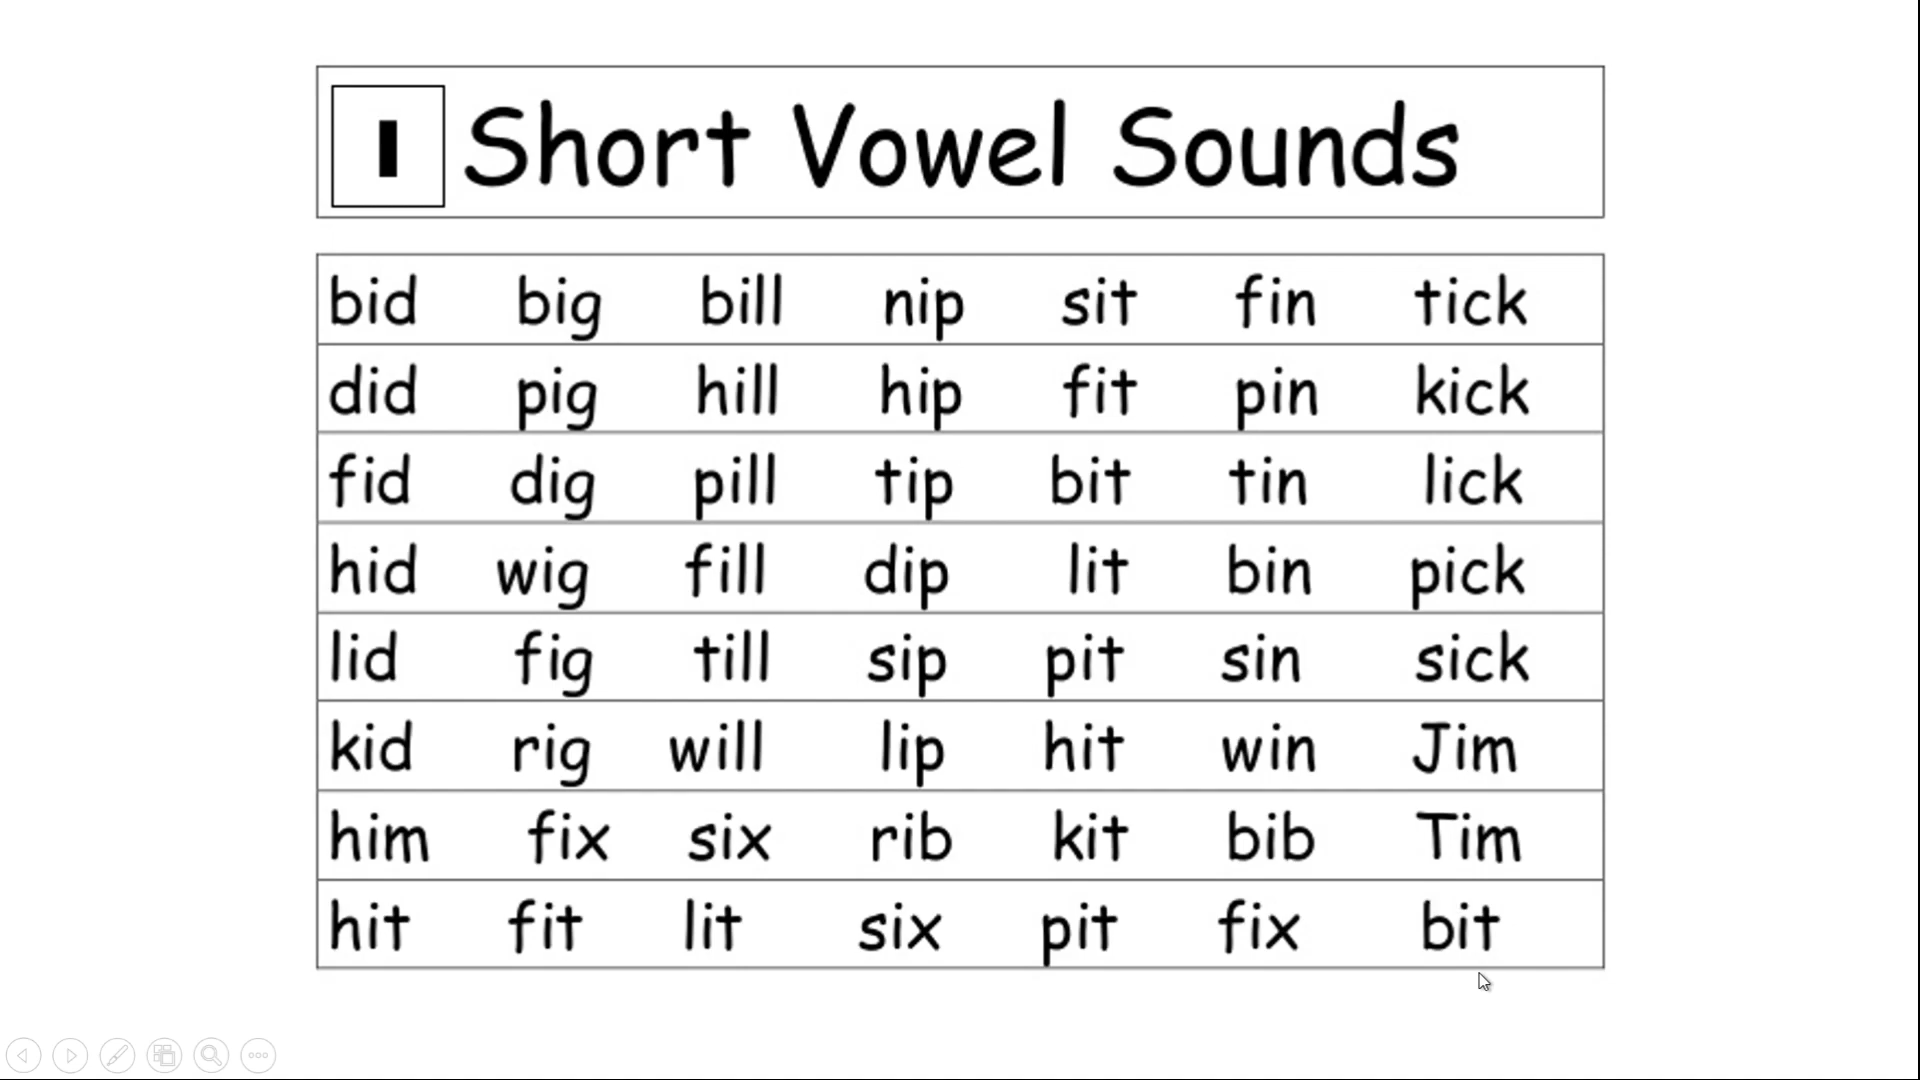 I Short Vowel Sounds
bid big bill nip sit fin tick
did pig hill hip fit pin kick
fid dig pill tip bit tin lick
hid wig fill dip lit bin pick
lid fig till sip pit sin sick
kid rig will lip hit win Jim
him fix six rib kit bib Tim
hit fit lit six pit fix bit